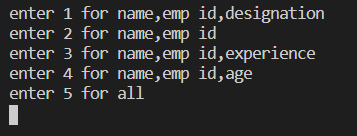 enter 1 for name,emp id,designation
enter 2 for name,emp id
enter 3 for name,emp id,experience
enter 4 for name,emp id,age
enter 5 for all